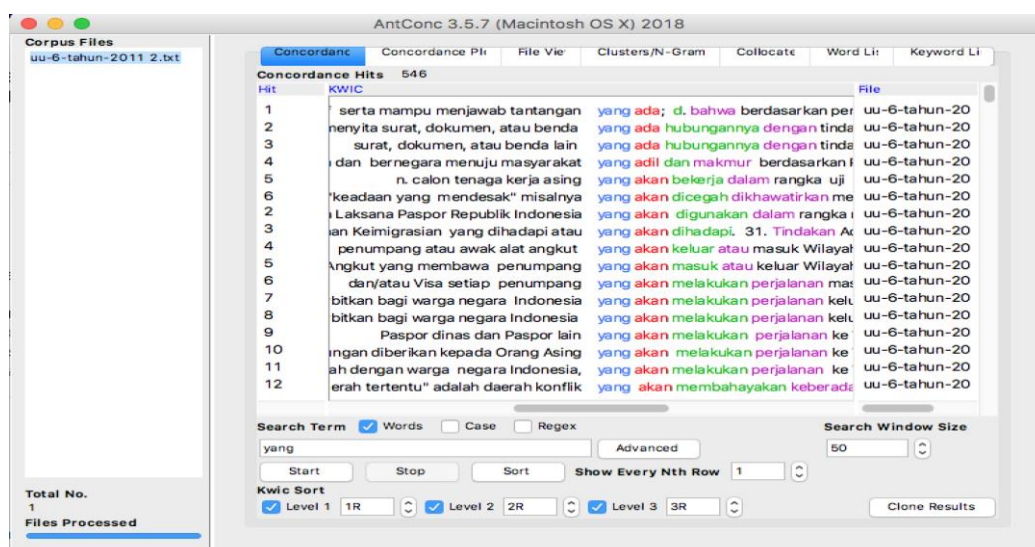 AntConc 3.5.7 (Macintosh OS X) 2018
Corpus Files
uu-6-tahun-2011 2.txt
Concordanc Concordance Plo File Vie Clusters/N-Gram Collocate Word Lis Keyword Li
Concordance Hits 546
Hit KWIC File
1 serta mampu menjawab tantangan yang ada; d. bahwa berdasarkan per uu-6-tahun-20
2 nenyita surat, dokumen, atau benda yang ada hubungannya dengan tinda uu-6-tahun-20
3 surat, dokumen, atau benda lain yang ada hubungannya dengan tinda uu-6-tahun-20
4 dan bernegara menuju masyarakat yang adil dan makmur berdasarkan uu-6-tahun-20
5 n. calon tenaga kerja asing yang akan bekerja dalam rangka uji uu-6-tahun-20
6 "keadaan yang mendesak" misalnya yang akan dicegah dikhawatirkan me uu-6-tahun-20
2 Laksana Paspor Republik Indonesia yang akan digunakan dalam rangka uu-6-tahun-20
3 an Keimigrasian yang dihadapi atau yang akan dihadapi. 31. Tindakan Ad uu-6-tahun-20
4 penumpang atau awak alat angkut yang akan keluar atau masuk Wilayah uu-6-tahun-20
5 Angkut yang membawa penumpang yang akan masuk atau keluar Wilayah uu-6-tahun-20
6 dan/atau Visa setiap penumpang yang akan melakukan perjalanan mas uu-6-tahun-20
7 bitkan bagi warga negara Indonesia yang akan melakukan perjalanan kelu uu-6-tahun-20
8 bitkan bagi warga negara Indonesia yang akan melakukan perjalanan kelu uu-6-tahun-20
9 Paspor dinas dan Paspor lain yang akan melakukan perjalanan ke uu-6-tahun-20
10 ingan diberikan kepada Orang Asing yang akan melakukan perjalanan ke uu-6-tahun-20
11 ah dengan warga negara Indonesia, yang akan melakukan perjalanan ke uu-6-tahun-20
12 erah tertentu" adalah daerah konflik yang akan membahayakan keberada uu-6-tahun-20
Search Term Words Case Regex Search Window Size
yang Advanced 50
Start Stop Sort Show Every Nth Row 1
Total No.
1
Files Processed
Kwic Sort
Level 1 1R Level 2 2R Level 3 3R Clone Results